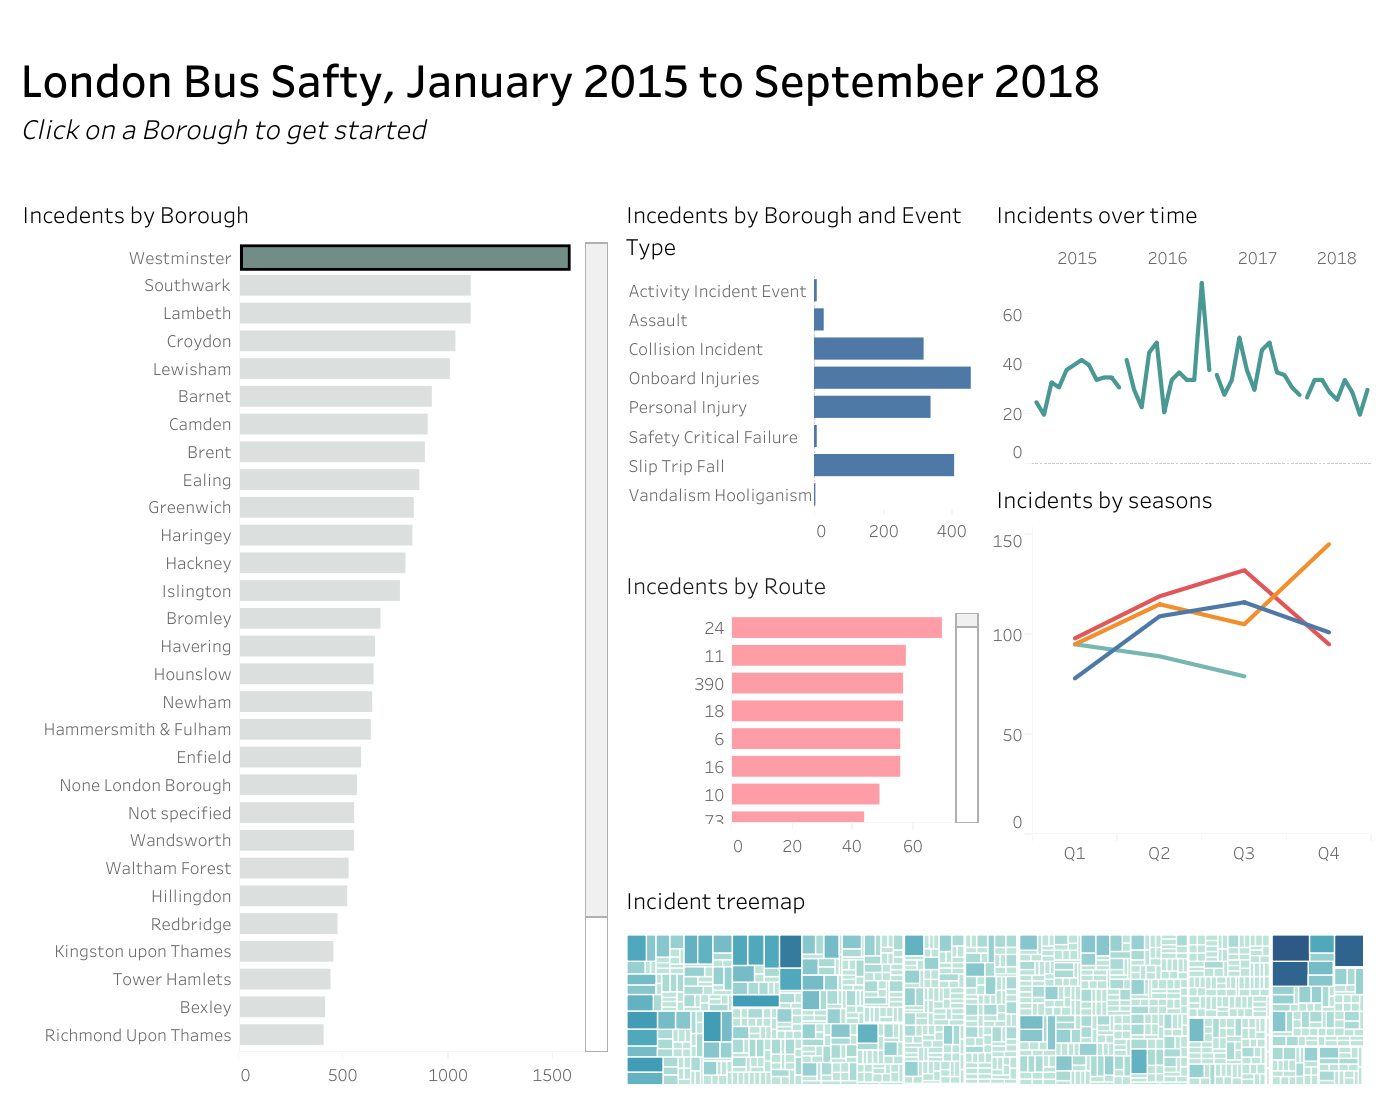 London Bus Safty, January 2015 to September 2018
Click on a Borough to get started
Incedents by Borough
Westminster
Southwark
Lambeth
Croydon
Lewisham
Barnet
Camden
Brent
Ealing
Greenwich
Haringey
Hackney
Islington
Bromley
Havering
Hounslow
Newham
Hammersmith & Fulham
Enfield
None London Borough
Not specified
Wandsworth
Waltham Forest
Hillingdon
Redbridge
Kingston upon Thames
Tower Hamlets
Bexley
Richmond Upon Thames
0 500 1000 1500
Incedents by Borough and Event
Type
Activity Incident Event
Assault
Collision Incident
Onboard Injuries
Personal Injury
Safety Critical Failure
Slip Trip Fall
Vandalism Hooliganism
0 200 400
Incedents by Route
24
11
390
18
6
16
10
73
0 20 40 60
Incidents over time
2015 2016 2017 2018
60
40
20
0
Incidents by seasons
150
100
50
0
Q1 Q2 Q3 Q4
Incident treemap